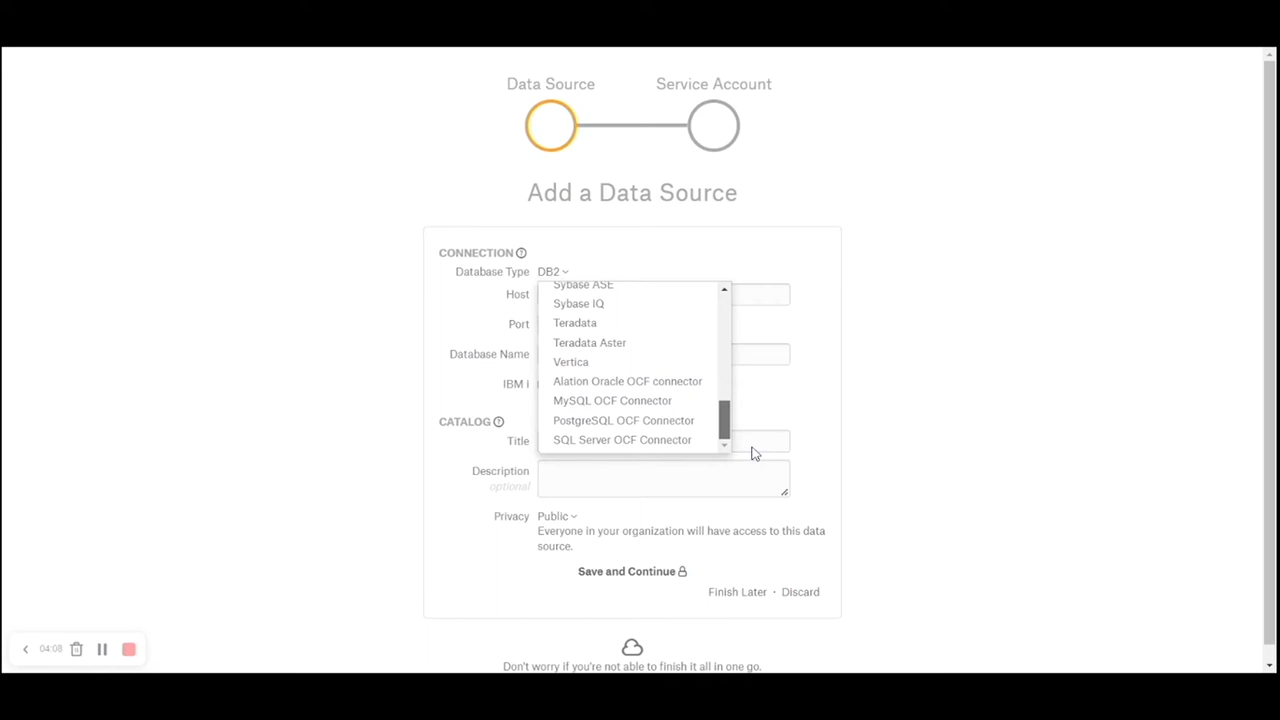 Data Source
Service Account
Add a Data Source
CONNECTION ?
Database Type DB2
Host
Port
Database Name
IBM i
Sybase ASE
Sybase IQ
Teradata
Teradata Aster
Vertica
Alation Oracle OCF connector
MySQL OCF Connector
PostgreSQL OCF Connector
SQL Server OCF Connector
CATALOG ?
Title
Description
optional
Privacy Public
Everyone in your organization will have access to this data
source.
Save and Continue
Finish Later · Discard
04:08
Don't worry if you're not able to finish it all in one go.